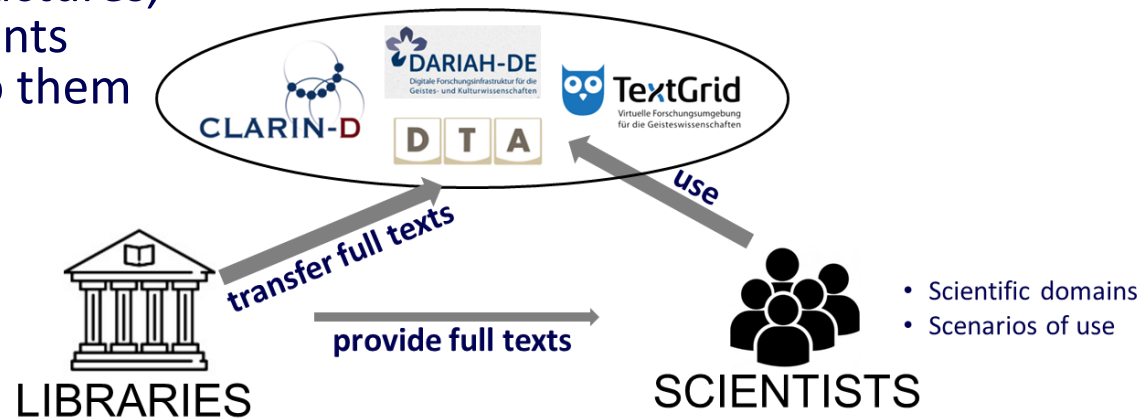 them
DARIAH-DE
Digitale Forschungsinfrastruktur für die
Geistes- und Kulturwissenschaften
CLARIN-D
TextGrid
Virtuelle Forschungsumgebung
für die Geisteswissenschaften
D T A
use
transfer full texts
provide full texts
• Scientific domains
• Scenarios of use
LIBRARIES
SCIENTISTS